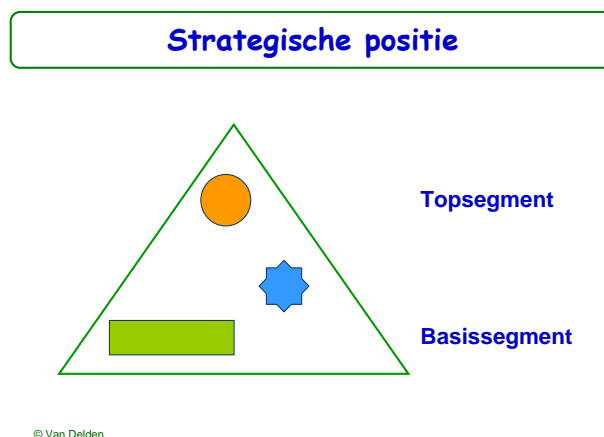 Strategische positie
Topsegment
Basissegment
© Van Delden